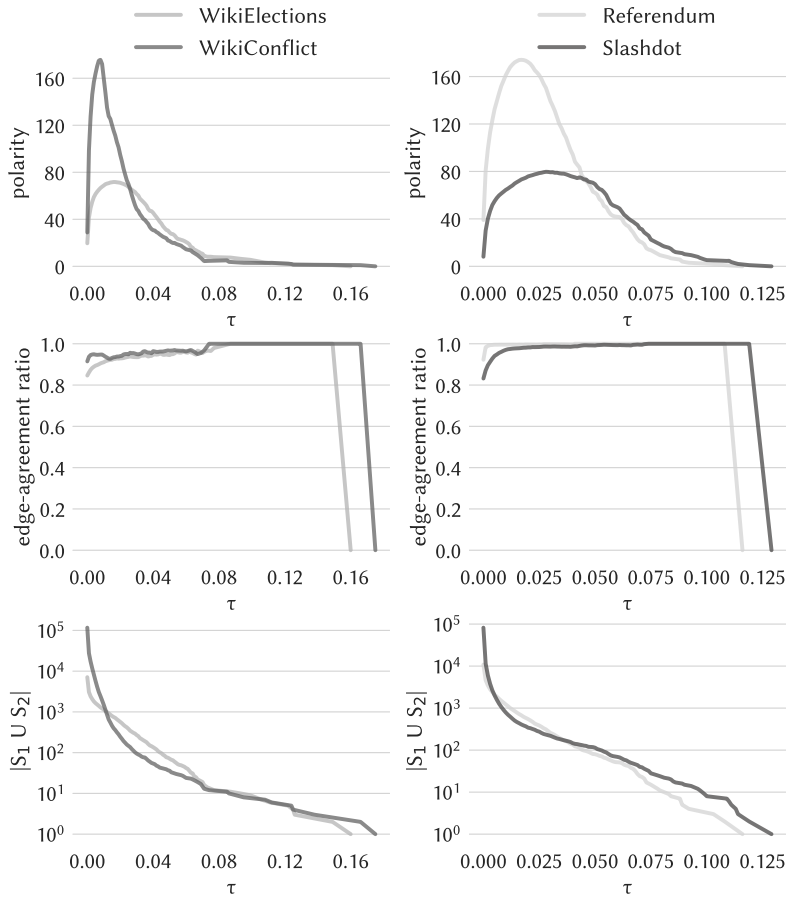 WikiElections
WikiConflict
Referendum
Slashdot
polarity
160
120
80
40
0
0.00 0.04 0.08 0.12 0.16
τ
polarity
160
120
80
40
0
0.000 0.025 0.050 0.075 0.100 0.125
τ
edge-agreement ratio
1.0
0.8
0.6
0.4
0.2
0.0
0.00 0.04 0.08 0.12 0.16
τ
edge-agreement ratio
1.0
0.8
0.6
0.4
0.2
0.0
0.000 0.025 0.050 0.075 0.100 0.125
τ
|S₁ U S₂|
10⁵
10⁴
10³
10²
10¹
10⁰
0.00 0.04 0.08 0.12 0.16
τ
|S₁ U S₂|
10⁵
10⁴
10³
10²
10¹
10⁰
0.000 0.025 0.050 0.075 0.100 0.125
τ